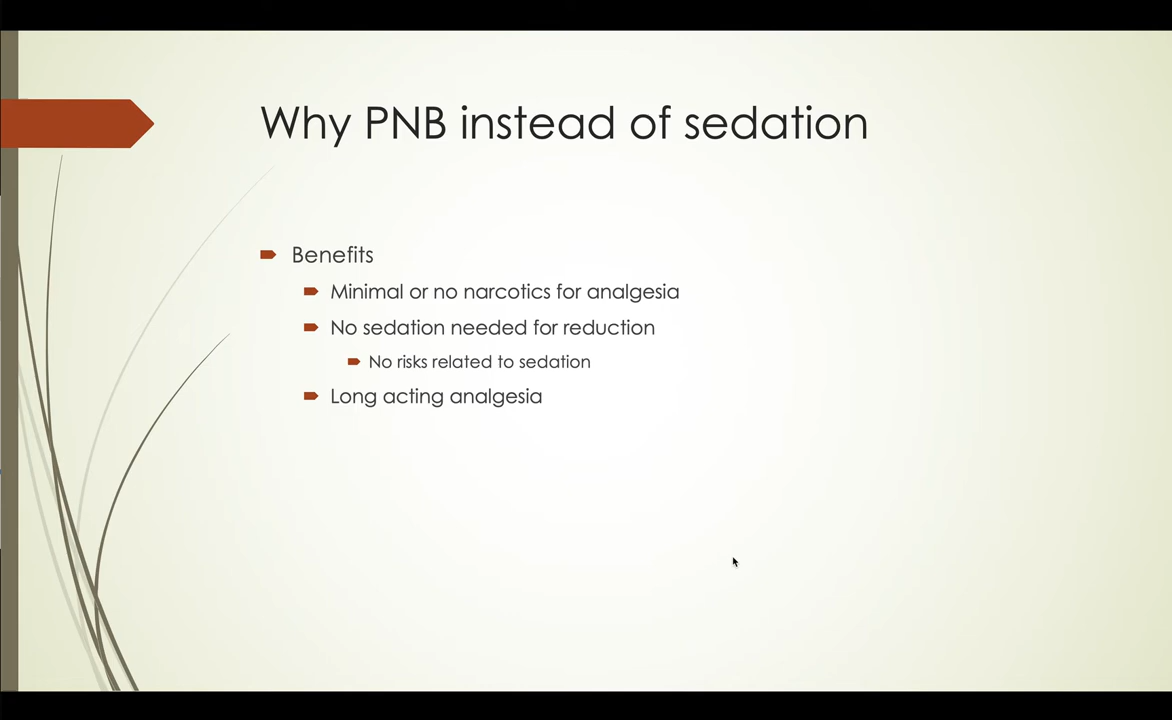 Why PNB instead of sedation
Benefits
Minimal or no narcotics for analgesia
No sedation needed for reduction
No risks related to sedation
Long acting analgesia